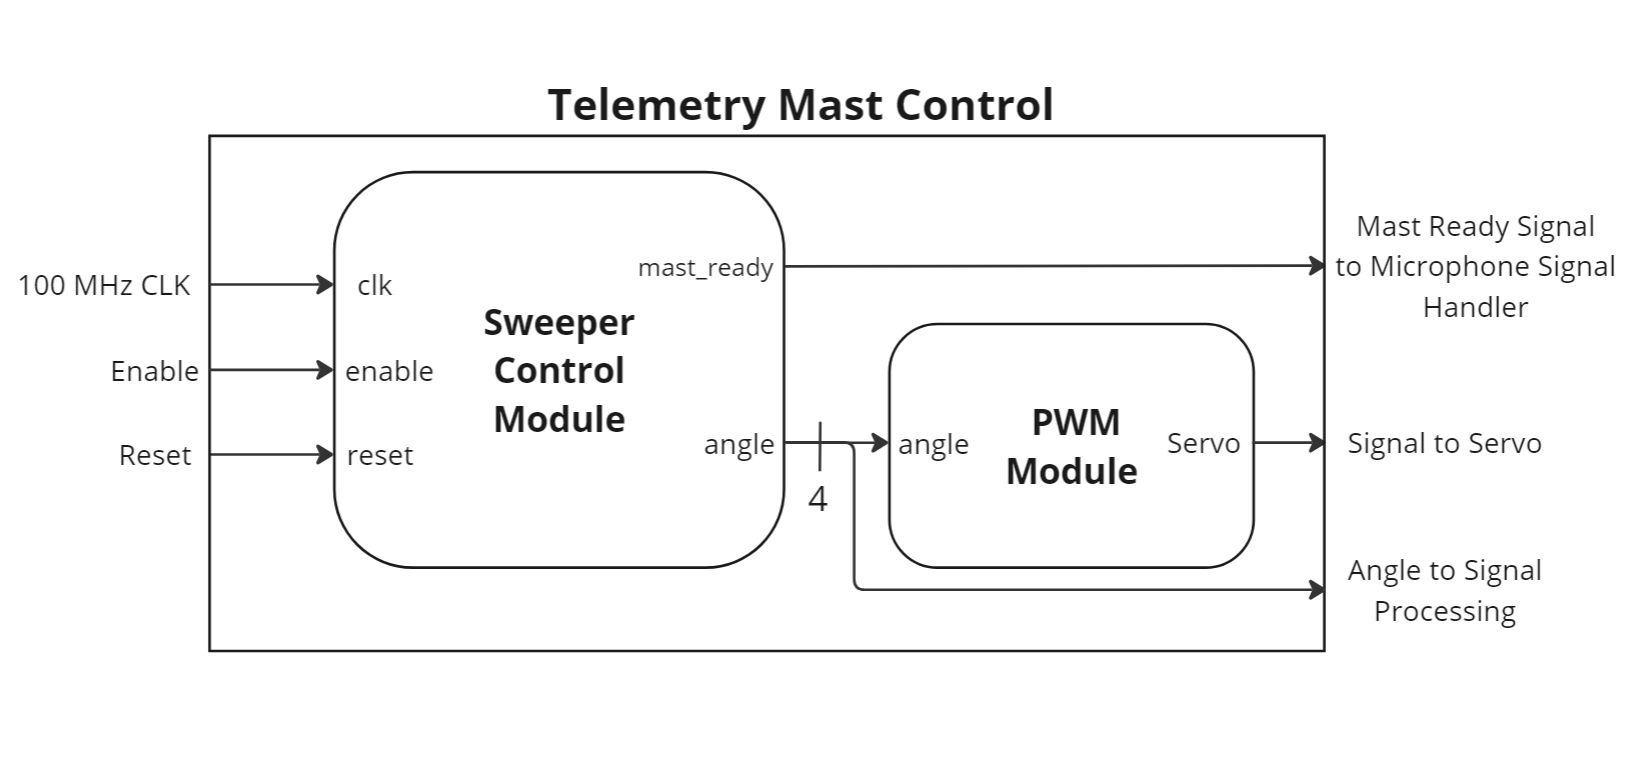 Telemetry Mast Control
100 MHz CLK
Enable
Reset
clk
enable
reset
Sweeper
Control
Module
mast_ready
angle
4
angle
PWM
Module
Servo
Mast Ready Signal
to Microphone Signal
Handler
Signal to Servo
Angle to Signal
Processing